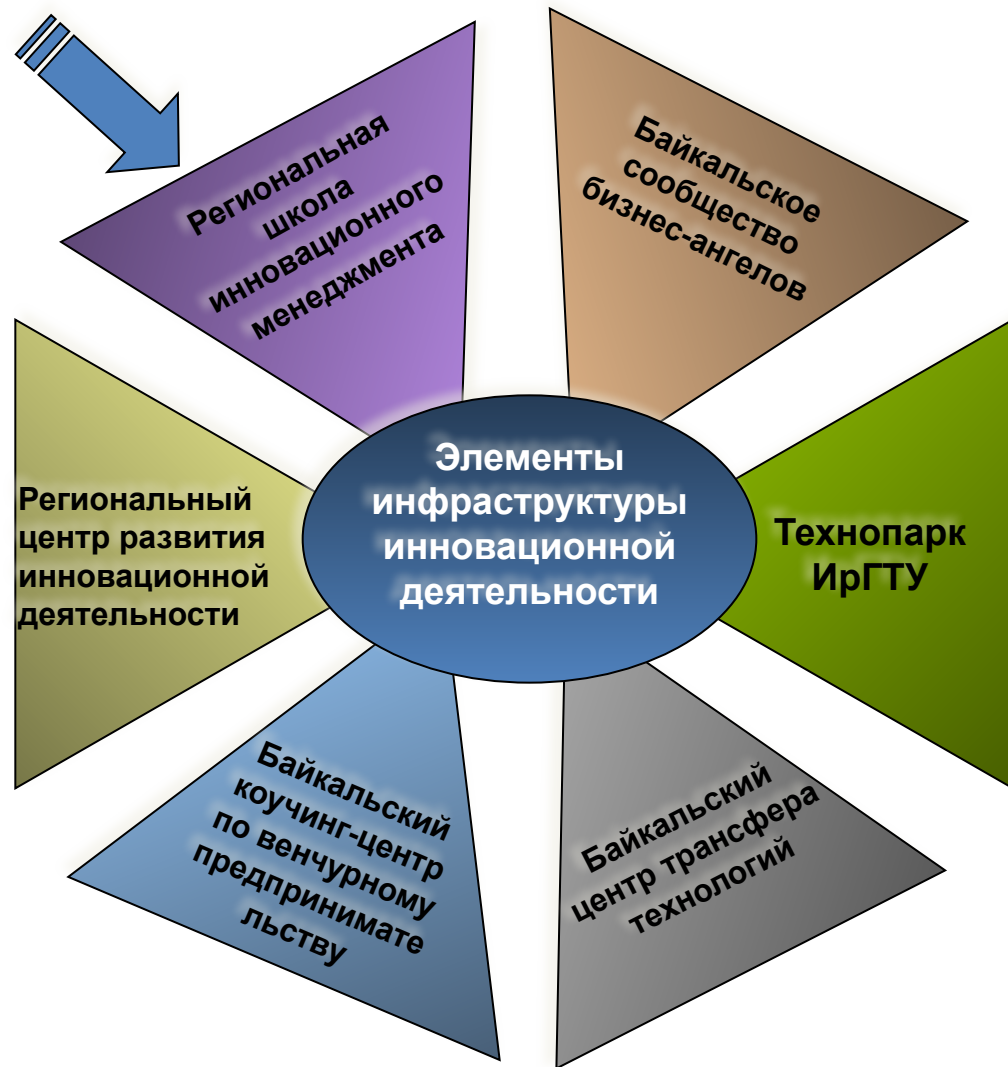 Региональная
школа
инновационного
менеджмента
Байкальское
сообщество
бизнес-ангелов
Региональный
центр развития
инновационной
деятельности
Элементы
инфраструктуры
инновационной
деятельности
Технопарк
ИрГТУ
Байкальский
коучинг-центр
по венчурному
предпринимате
льству
Байкальский
центр трансфера
технологий